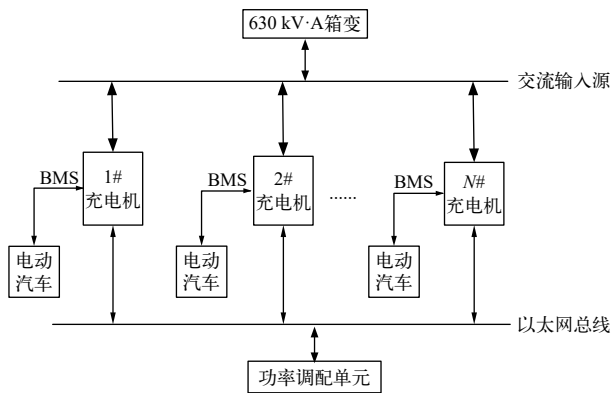 630 kV·A箱变
交流输入源
BMS
1#
充电机
BMS
2#
充电机
......
BMS
N#
充电机
电动
汽车
电动
汽车
电动
汽车
以太网总线
功率调配单元